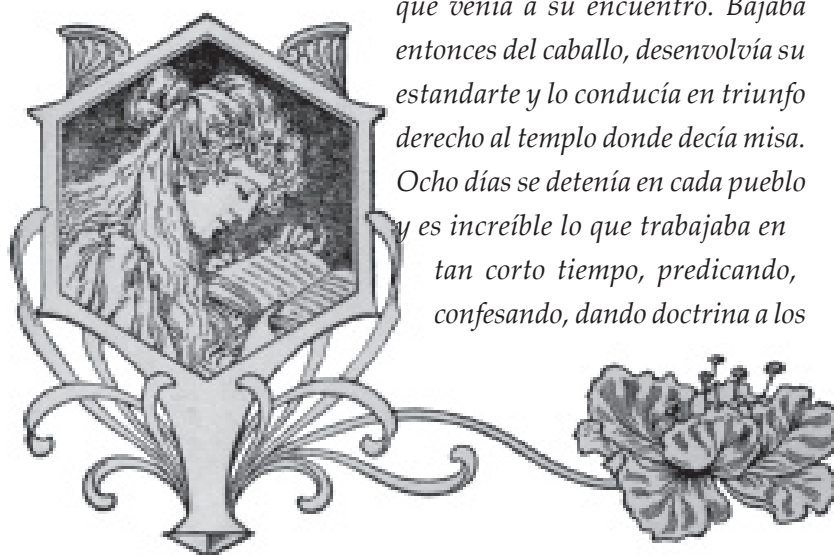 que venía a su encuentro. Bajaba
entonces del caballo, desenvolvía su
estandarte y lo conducía en triunfo
derecho al templo donde decía misa.
Ocho días se detenía en cada pueblo
y es increíble lo que trabajaba en
tan corto tiempo, predicando,
confesando, dando doctrina a los